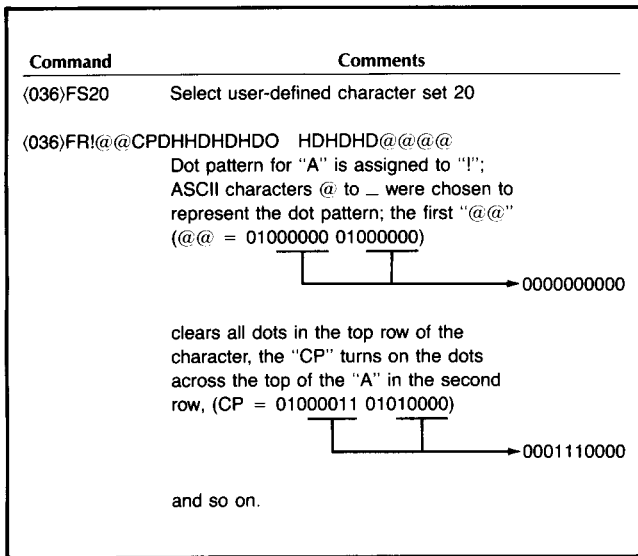 Command Comments
⟨036⟩FS20 Select user-defined character set 20
⟨036⟩FR!@@CPDHHDHDHDO HDHDHD@@@@
Dot pattern for “A” is assigned to “!”;
ASCII characters @ to _ were chosen to
represent the dot pattern; the first “@@”
(@@ = 01000000 01000000)
0000000000
clears all dots in the top row of the
character, the “CP” turns on the dots
across the top of the “A” in the second
row, (CP = 01000011 01010000)
0001110000
and so on.